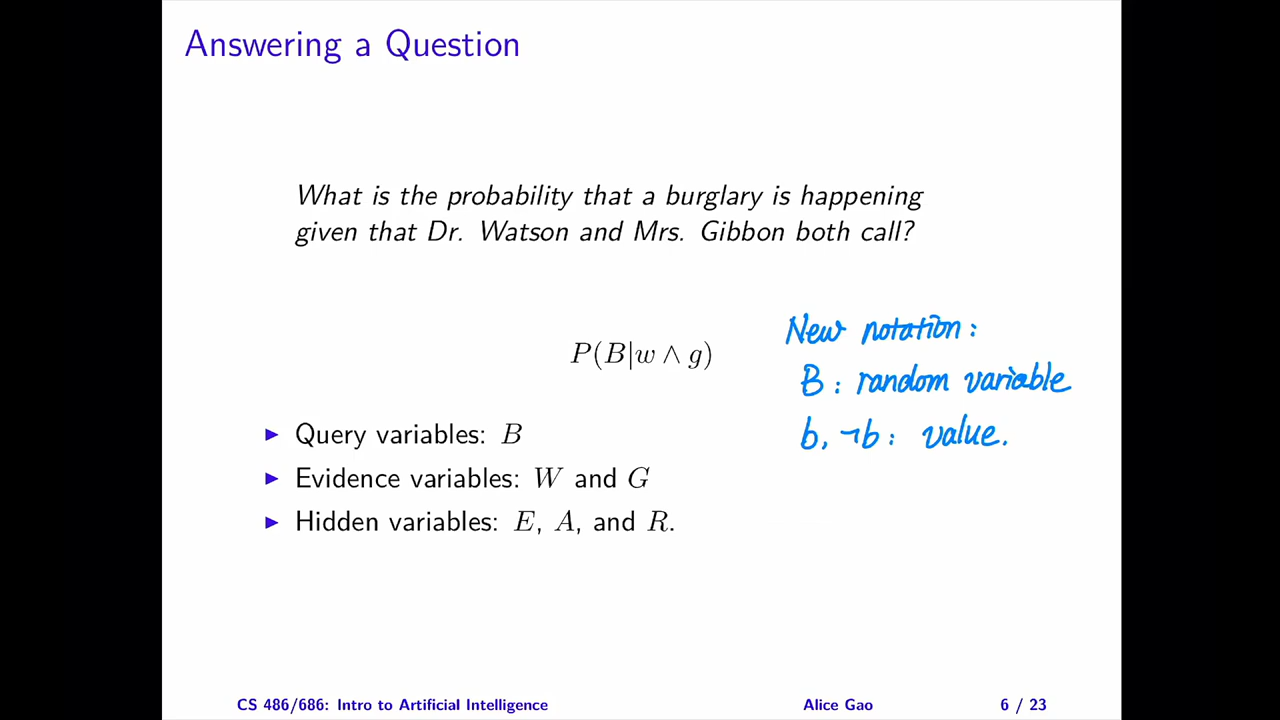 Answering a Question
What is the probability that a burglary is happening
given that Dr. Watson and Mrs. Gibbon both call?
P(B|w ∧ g)
New notation:
B: random variable
b, ¬b: value.
▶ Query variables: B
▶ Evidence variables: W and G
▶ Hidden variables: E, A, and R.
CS 486/686: Intro to Artificial Intelligence Alice Gao 6 / 23